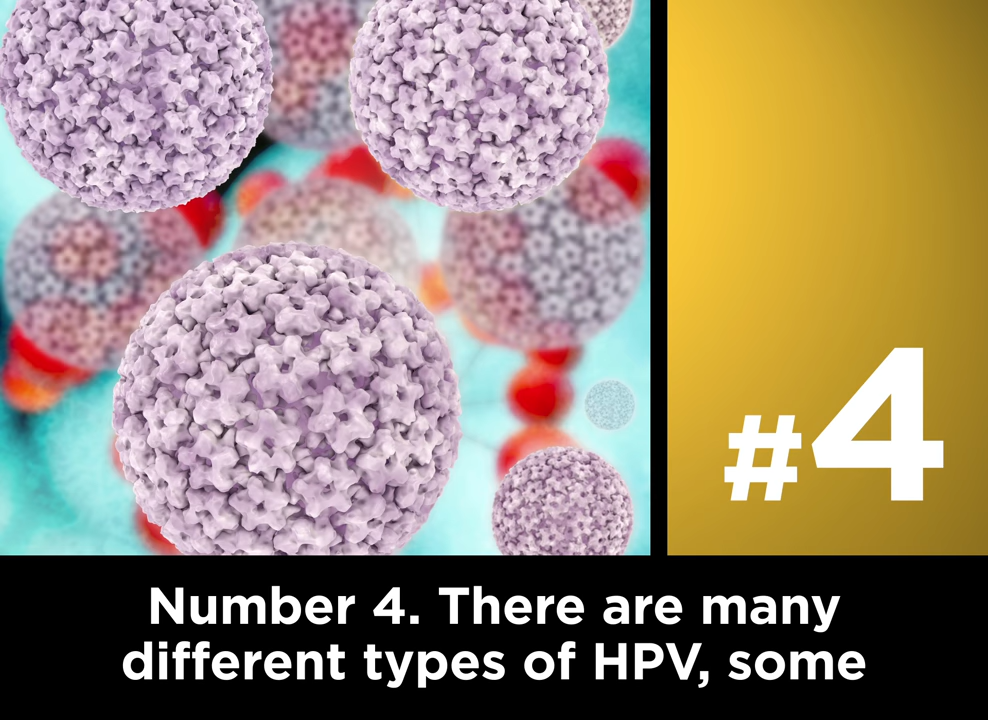 #4
Number 4. There are many
different types of HPV, some